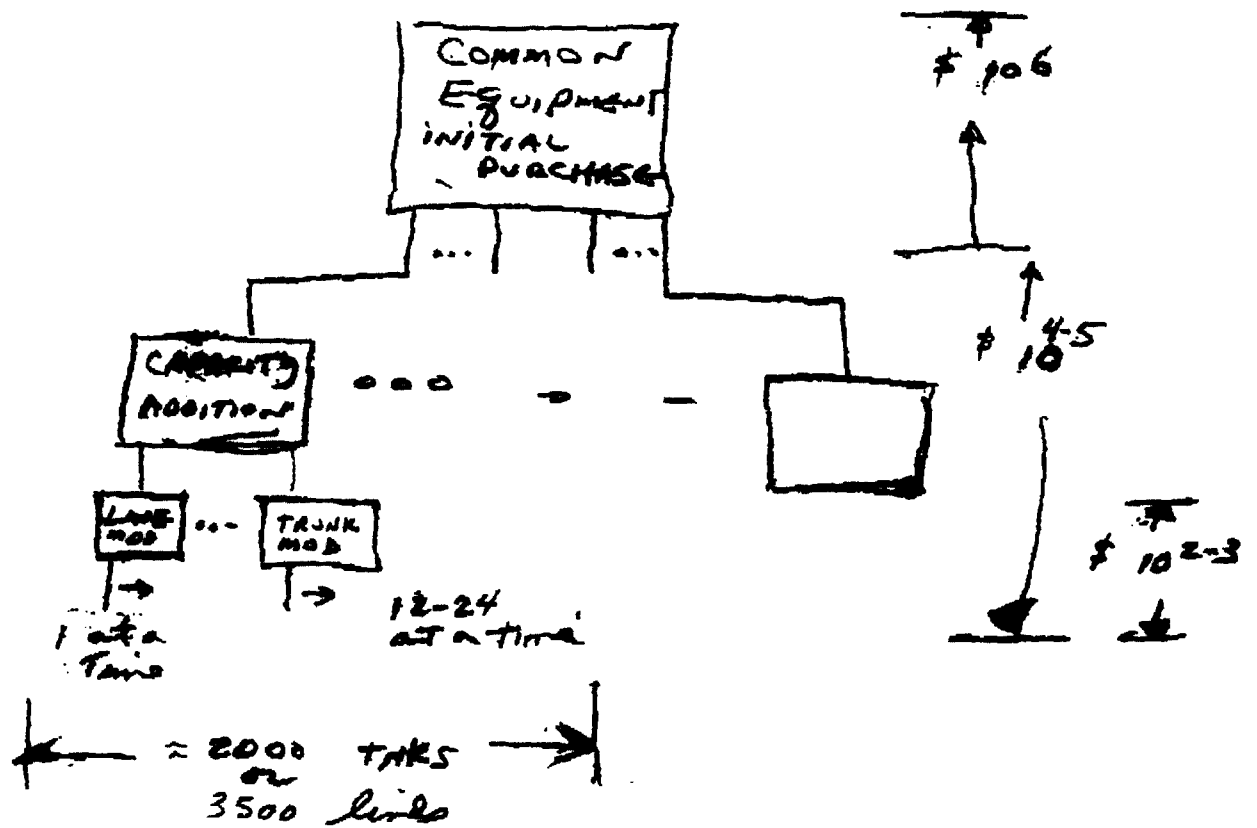 COMMON
EQUIPMENT
INITIAL
PURCHASE
$ 10 6
...
...
$ 10 4-5
CAPACITY
ADDITION
LINE
MOD
...
TRUNK
MOD
$ 10 2-3
1 at a
Time
12-24
at a time
≈ 2000 TNKS
or
3500 lines